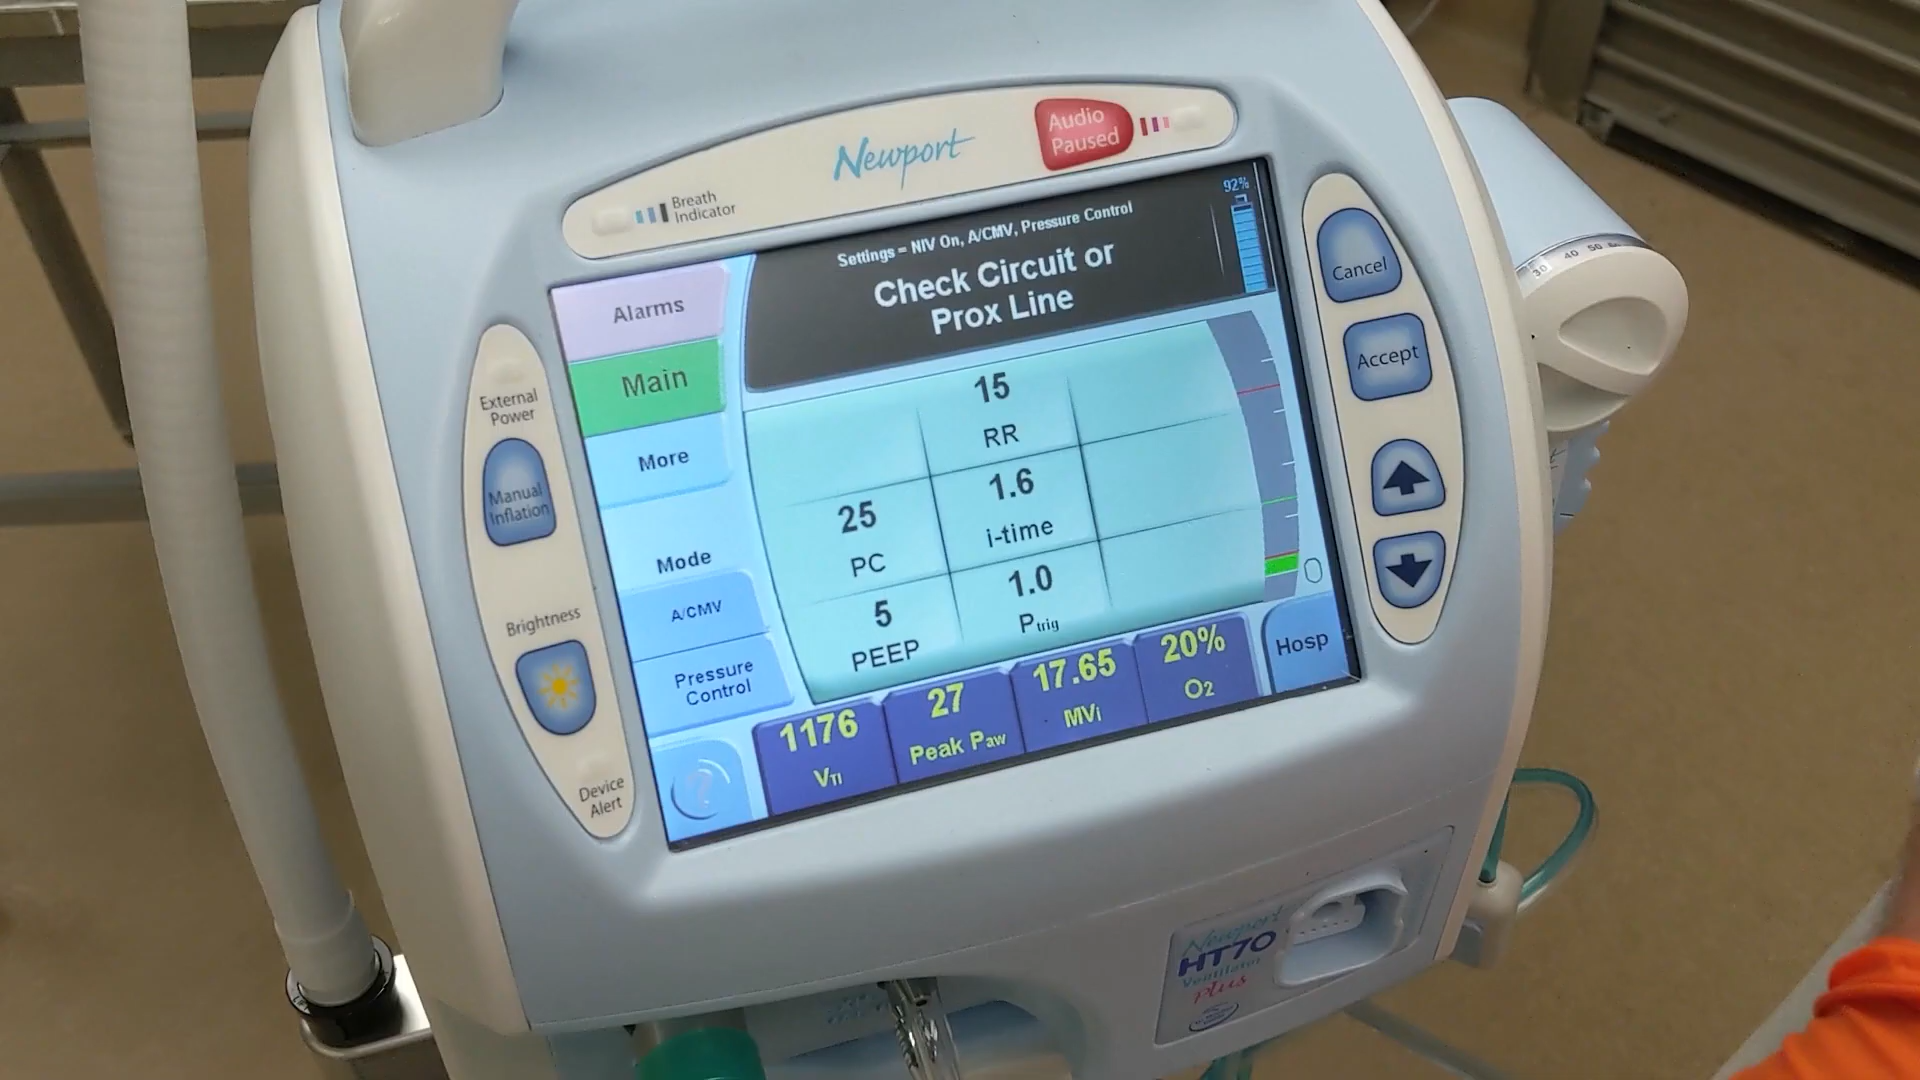 Newport
Audio
Paused
Breath
Indicator
92%
Settings = NIV On, A/CMV, Pressure Control
Check Circuit or
Prox Line
Alarms
Main
More
Mode
A/CMV
Pressure
Control
15
RR
25
PC
1.6
i-time
5
PEEP
1.0
Ptrig
1176
VTI
27
Peak Paw
17.65
MVi
20%
O2
Hosp
?
External
Power
Manual
Inflation
Brightness
Device
Alert
Cancel
Accept
30 40 50
Newport
HT70
Ventilator
Plus